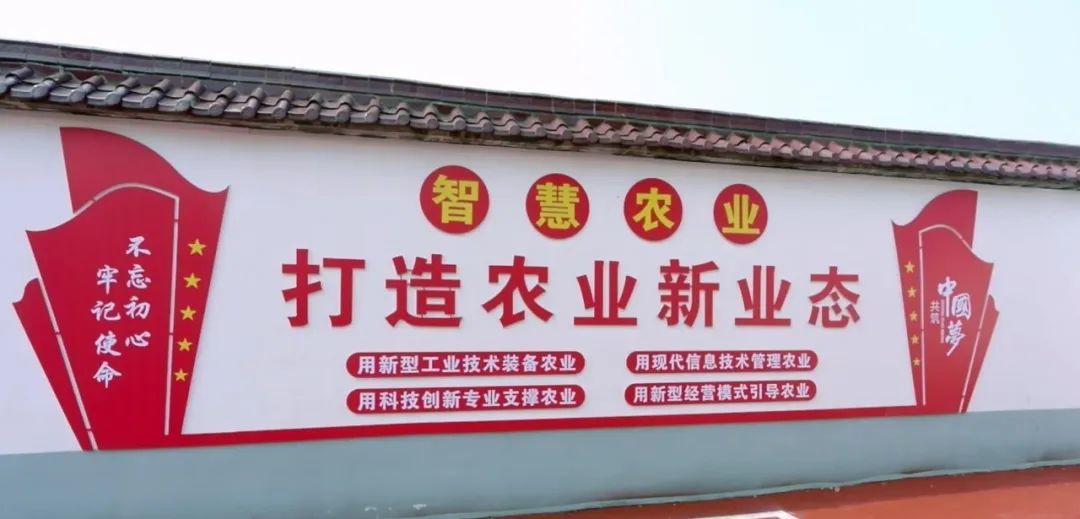 智慧农业
打造农业新业态
用新型工业技术装备农业
用现代信息技术管理农业
用科技创新专业支撑农业
用新型经营模式引导农业
不忘初心
牢记使命
共筑
中國夢